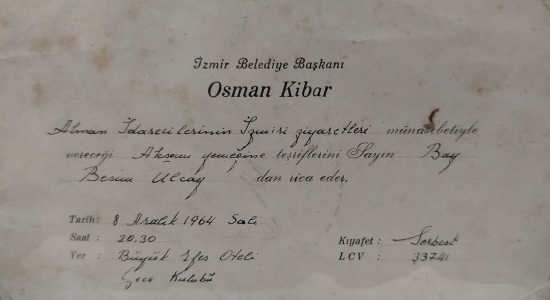 İzmir Belediye Başkanı
Osman Kibar
Alman İdarecilerinin İzmiri ziyaretleri münasebetiyle
vereceği Akşam yemeğine teşriflerini Sayın Bay
Besim Ulcay dan rica eder.
Tarih : 8 Aralık 1964 Salı
Saat : 20.30
Kıyafet : Serbest
Yer : Büyük Efes Oteli
LCV : 33741
Gece Kulübü